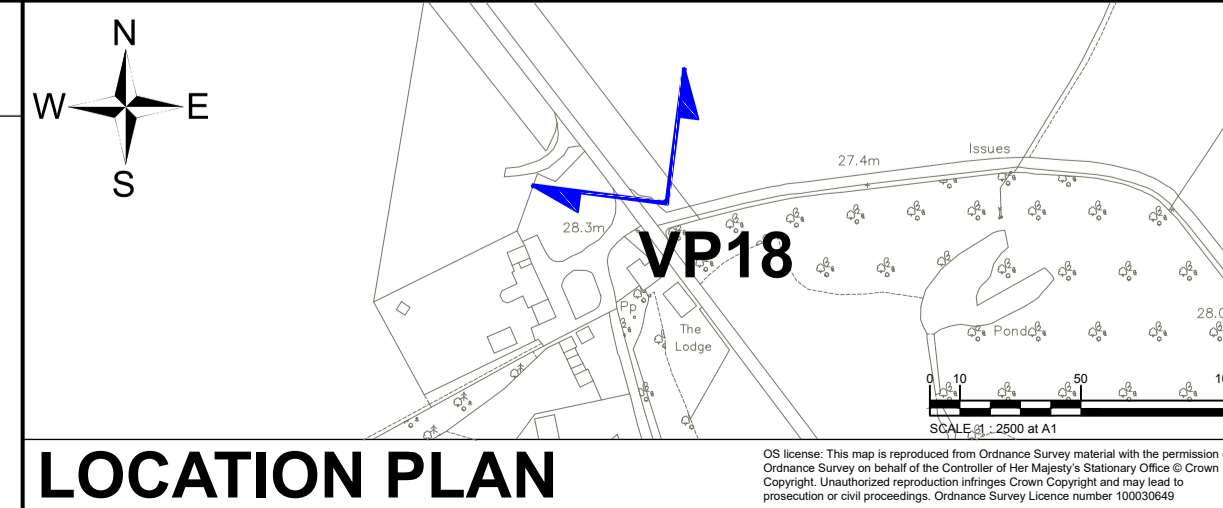 N
W E
S
Issues
27.4m
28.3m
VP18
Pp
The
Lodge
Pond
0 10 50
SCALE 1 : 2500 at A1
LOCATION PLAN
OS license: This map is reproduced from Ordnance Survey material with the permission
Ordnance Survey on behalf of the Controller of Her Majesty's Stationary Office © Crown
Copyright. Unauthorized reproduction infringes Crown Copyright and may lead to
prosecution or civil proceedings. Ordnance Survey Licence number 100030649